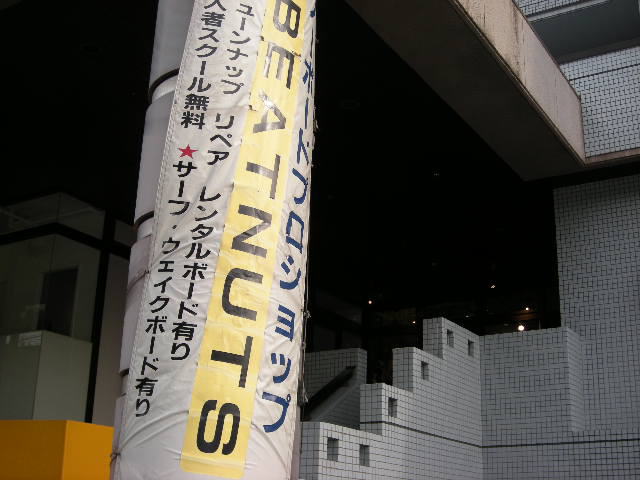 ボードプロショップ
BEATNUTS
ューンナップ リペア レンタルボード有り
入者スクール無料 ★サーフ・ウェイクボード有り